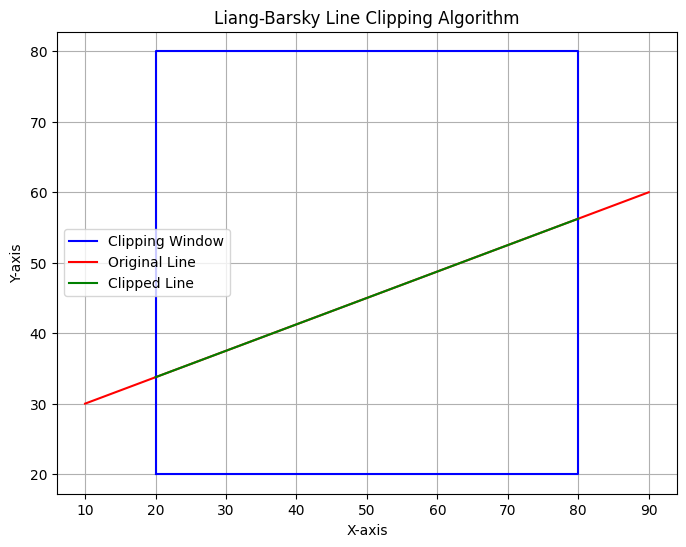 Liang-Barsky Line Clipping Algorithm
80
70
60
50
40
30
20
Y-axis
Clipping Window
Original Line
Clipped Line
10 20 30 40 50 60 70 80 90
X-axis